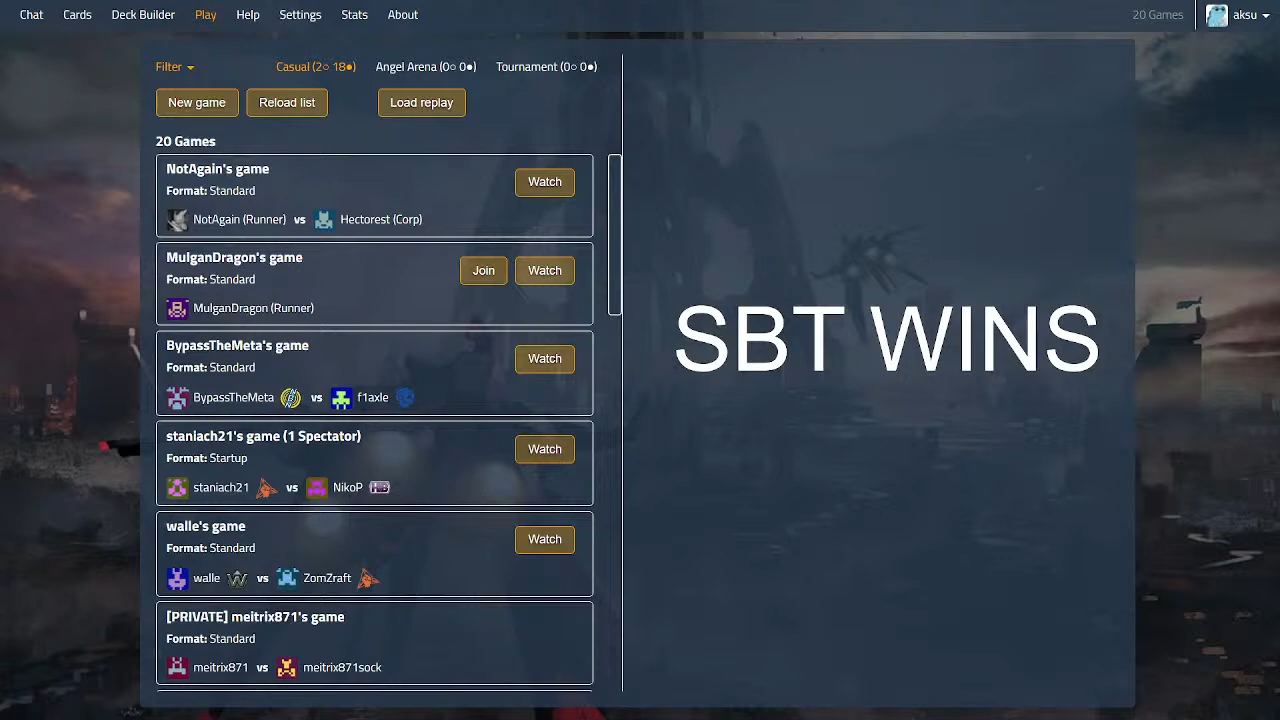 Chat Cards Deck Builder Play Help Settings Stats About 20 Games aksu
Filter Casual (2○ 18●) Angel Arena (0○ 0●) Tournament (0○ 0●)
New game Reload list Load replay
20 Games
NotAgain's game
Watch
Format: Standard
NotAgain (Runner) vs Hectorest (Corp)
MulganDragon's game
Join Watch
Format: Standard
MulganDragon (Runner)
BypassTheMeta's game
Watch
Format: Standard
BypassTheMeta vs f1axle
staniach21's game (1 Spectator)
Watch
Format: Startup
staniach21 vs NikoP
walle's game
Watch
Format: Standard
walle vs ZomZraft
[PRIVATE] meitrix871's game
Format: Standard
meitrix871 vs meitrix871sock
SBT WINS